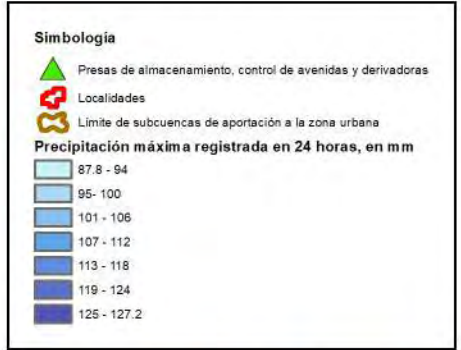 Simbología
Presas de almacenamiento, control de avenidas y derivadoras
Localidades
Limite de subcuencas de aportación a la zona urbana
Precipitación máxima registrada en 24 horas, en mm
87.8 - 94
95- 100
101 - 106
107 - 112
113 - 118
119 - 124
125 - 127.2